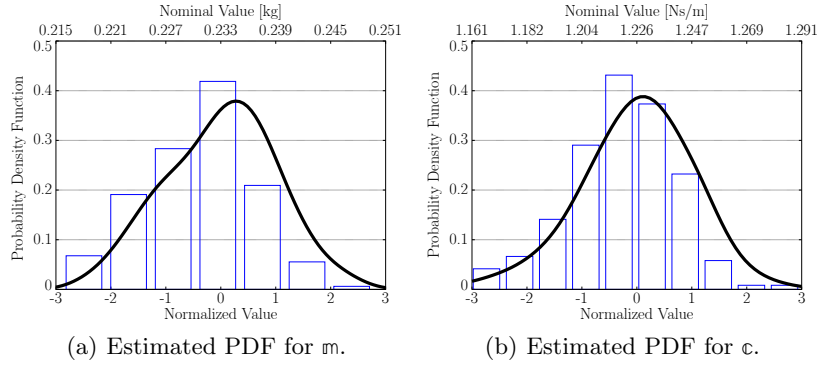 Nominal Value [kg]
0.215 0.221 0.227 0.233 0.239 0.245 0.251
0.5
0.4
0.3
0.2
0.1
0
Probability Density Function
-3 -2 -1 0 1 2 3
Normalized Value
(a) Estimated PDF for 𝕞.
Nominal Value [Ns/m]
1.161 1.182 1.204 1.226 1.247 1.269 1.291
0.5
0.4
0.3
0.2
0.1
0
Probability Density Function
-3 -2 -1 0 1 2 3
Normalized Value
(b) Estimated PDF for 𝕔.